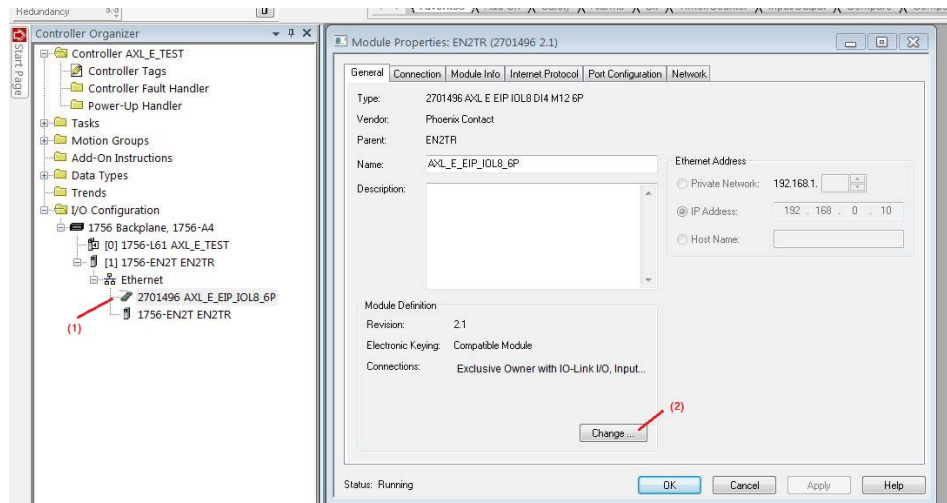 Redundancy
Start Page
Controller Organizer
Controller AXL_E_TEST
Controller Tags
Controller Fault Handler
Power-Up Handler
Tasks
Motion Groups
Add-On Instructions
Data Types
Trends
I/O Configuration
1756 Backplane, 1756-A4
[0] 1756-L61 AXL_E_TEST
[1] 1756-EN2T EN2TR
Ethernet
2701496 AXL_E_EIP_IOL8_6P
1756-EN2T EN2TR
(1)
Module Properties: EN2TR (2701496 2.1)
General Connection Module Info Internet Protocol Port Configuration Network
Type: 2701496 AXL E EIP IOL8 DI4 M12 6P
Vendor: Phoenix Contact
Parent: EN2TR
Name: AXL_E_EIP_IOL8_6P
Description:
Ethernet Address
Private Network: 192.168.1.
IP Address: 192 . 168 . 0 . 10
Host Name:
Module Definition
Revision: 2.1
Electronic Keying: Compatible Module
Connections: Exclusive Owner with IO-Link I/O, Input...
(2)
Change ...
Status: Running
OK Cancel Apply Help